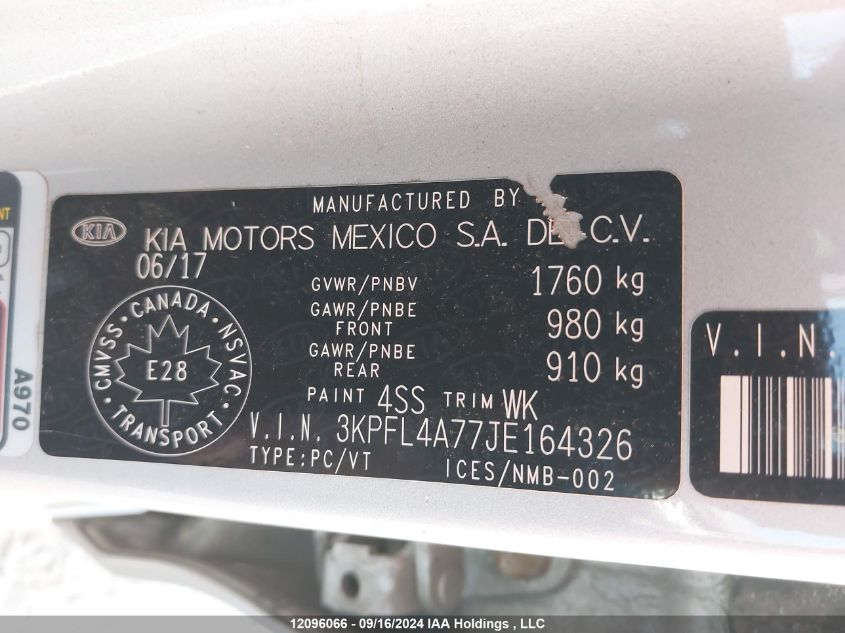 MANUFACTURED BY
KIA
KIA MOTORS MEXICO S.A. DE C.V.
06/17
GVWR/PNBV 1760 kg
GAWR/PNBE
FRONT 980 kg
GAWR/PNBE
REAR 910 kg
PAINT 4SS TRIM WK
CMVSS · CANADA · NSVAC
E28
TRANSPORT
V.I.N. 3KPFL4A77JE164326
TYPE:PC/VT ICES/NMB-002
A970
V.I.N.
12096066 - 09/16/2024 IAA Holdings , LLC